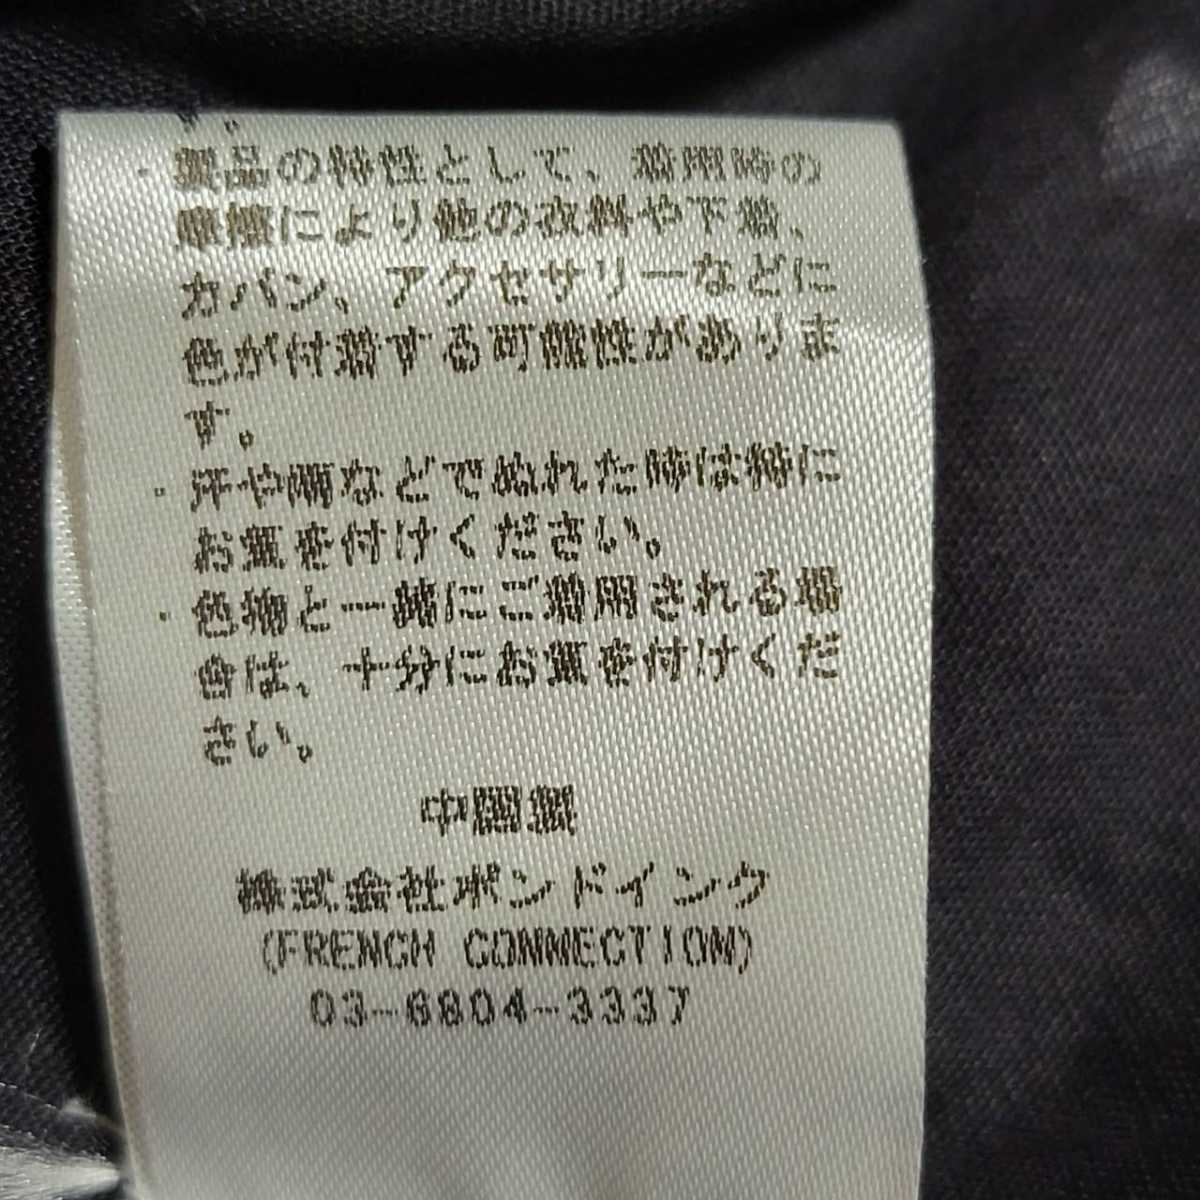 す。
・製品の特性として、着用時の
摩擦により他の衣料や下着、
カバン、アクセサリーなどに
色が付着する可能性がありま
す。
・汗や雨などでぬれた時は特に
お気を付けください。
・色物と一緒にご着用される場
合は、十分にお気を付けくだ
さい。
中国製
株式会社ボンドインク
(FRENCH CONNECTION)
03-6804-3337